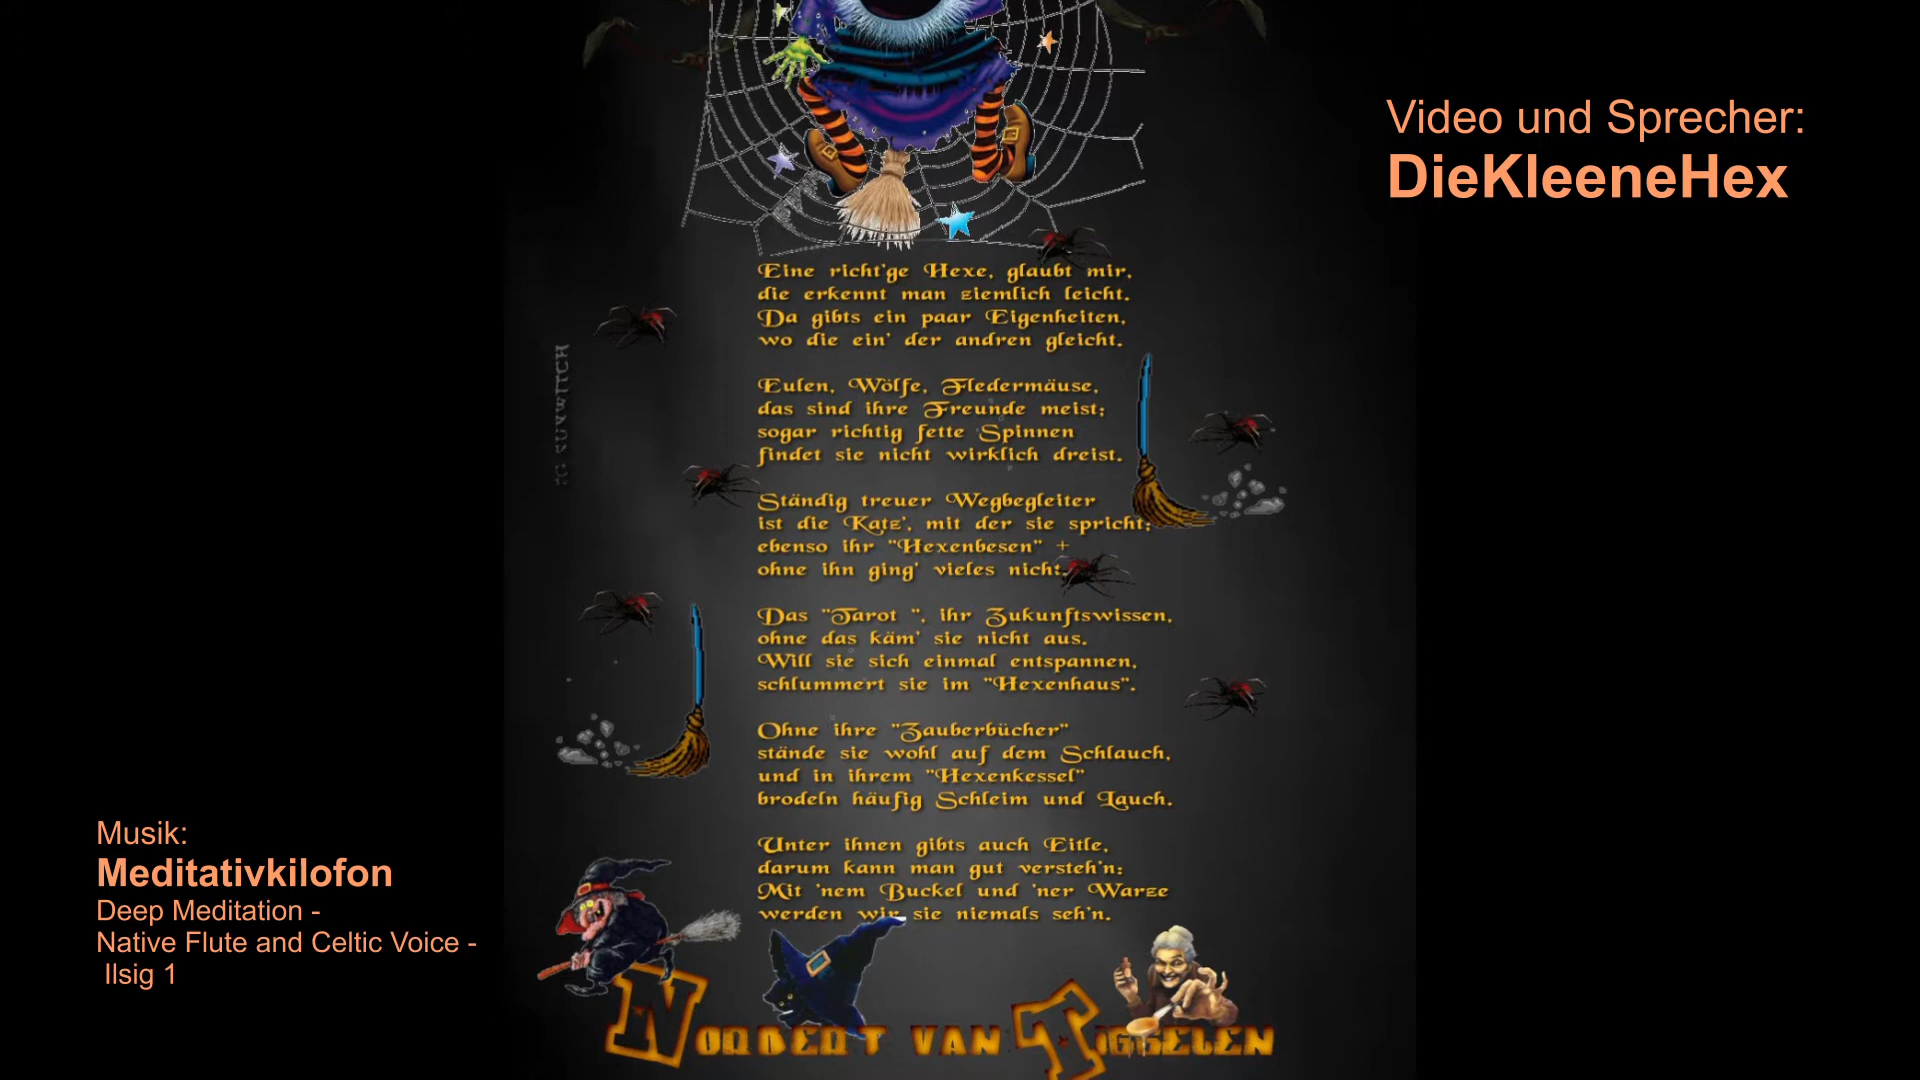 Video und Sprecher:
DieKleeneHex
Eine richt'ge Hexe, glaubt mir,
die erkennt man ziemlich leicht.
Da gibts ein paar Eigenheiten,
wo die ein' der andren gleicht.
Eulen, Wölfe, Fledermäuse,
das sind ihre Freunde meist;
sogar richtig fette Spinnen
findet sie nicht wirklich dreist.
Ständig treuer Wegbegleiter
ist die Katz', mit der sie spricht;
ebenso ihr "Hexenbesen" +
ohne ihn ging' vieles nicht.
Das "Tarot ", ihr Zukunftswissen,
ohne das käm' sie nicht aus.
Will sie sich einmal entspannen,
schlummert sie im "Hexenhaus".
Ohne ihre "Zauberbücher"
stände sie wohl auf dem Schlauch,
und in ihrem "Hexenkessel"
brodeln häufig Schleim und Lauch.
Unter ihnen gibts auch Eitle,
darum kann man gut versteh'n:
Mit 'nem Buckel und 'ner Warze
werden wir sie niemals seh'n.
Norbert van Tiggelen
Musik:
Meditativkilofon
Deep Meditation -
Native Flute and Celtic Voice -
Ilsig 1